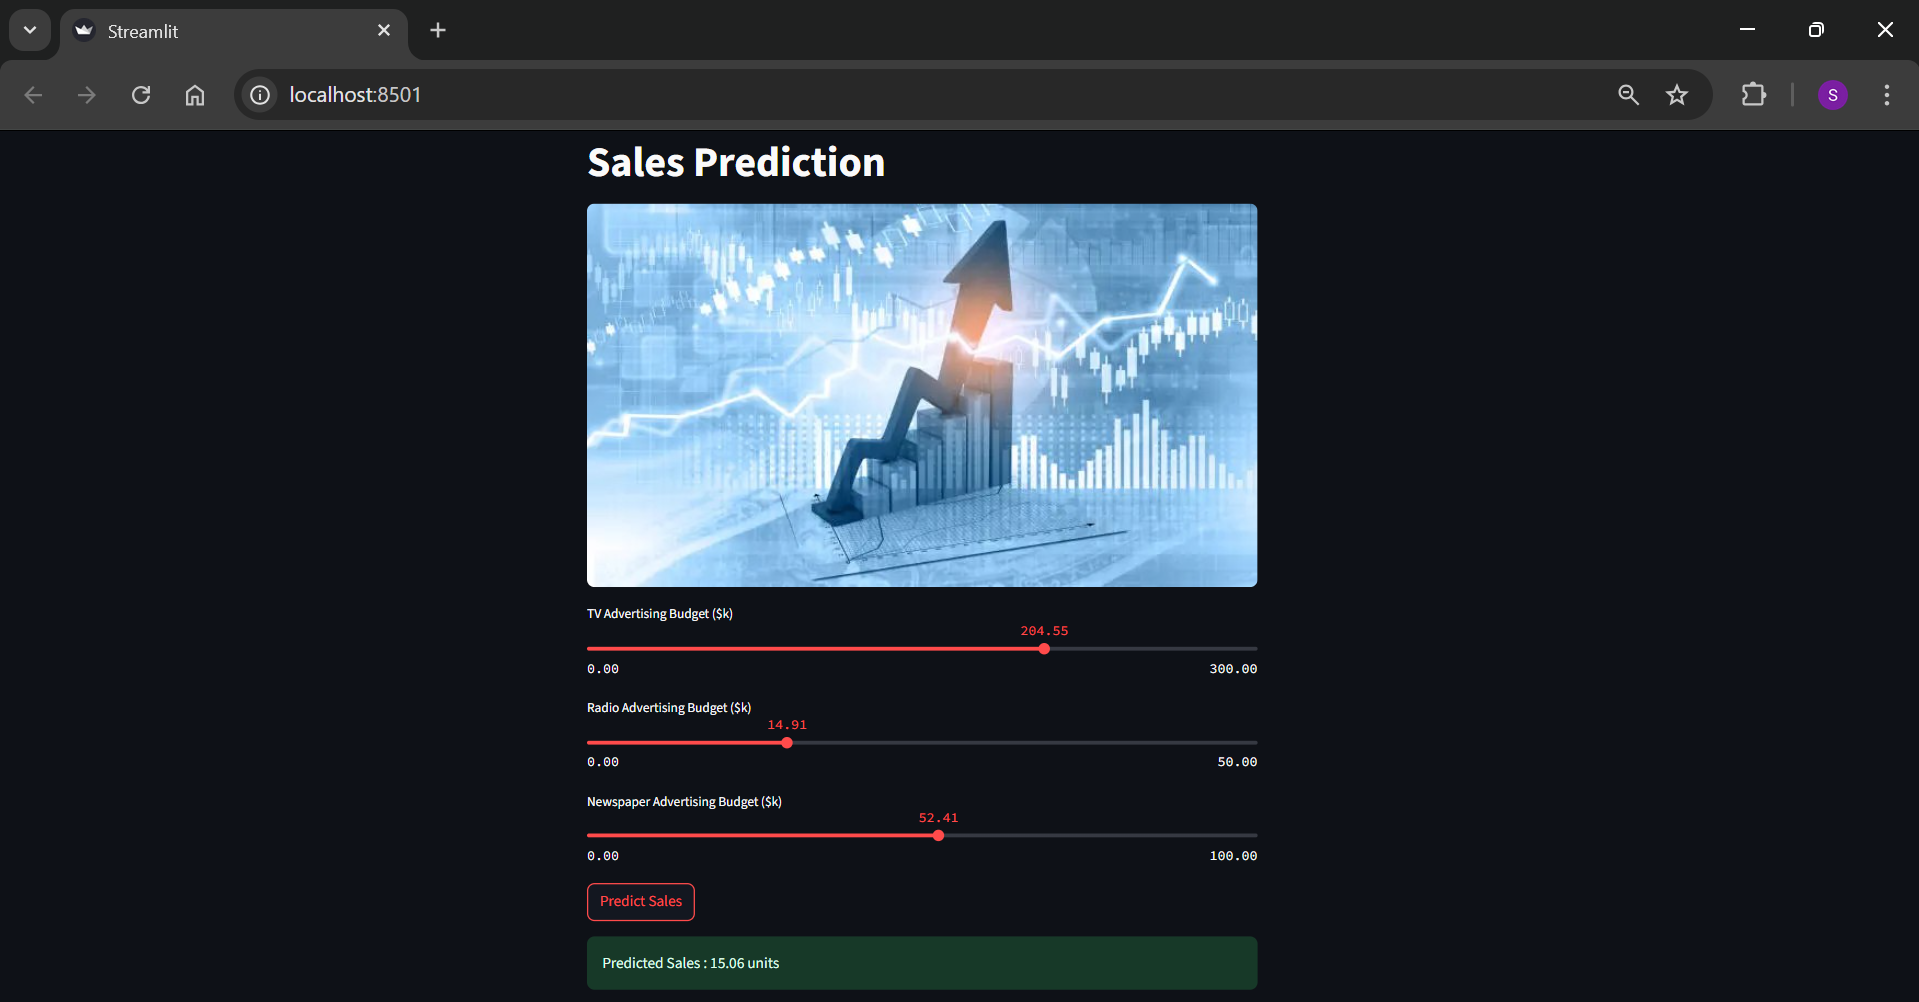 Streamlit
localhost:8501
S
Sales Prediction
TV Advertising Budget ($k)
204.55
0.00 300.00
Radio Advertising Budget ($k)
14.91
0.00 50.00
Newspaper Advertising Budget ($k)
52.41
0.00 100.00
Predict Sales
Predicted Sales : 15.06 units